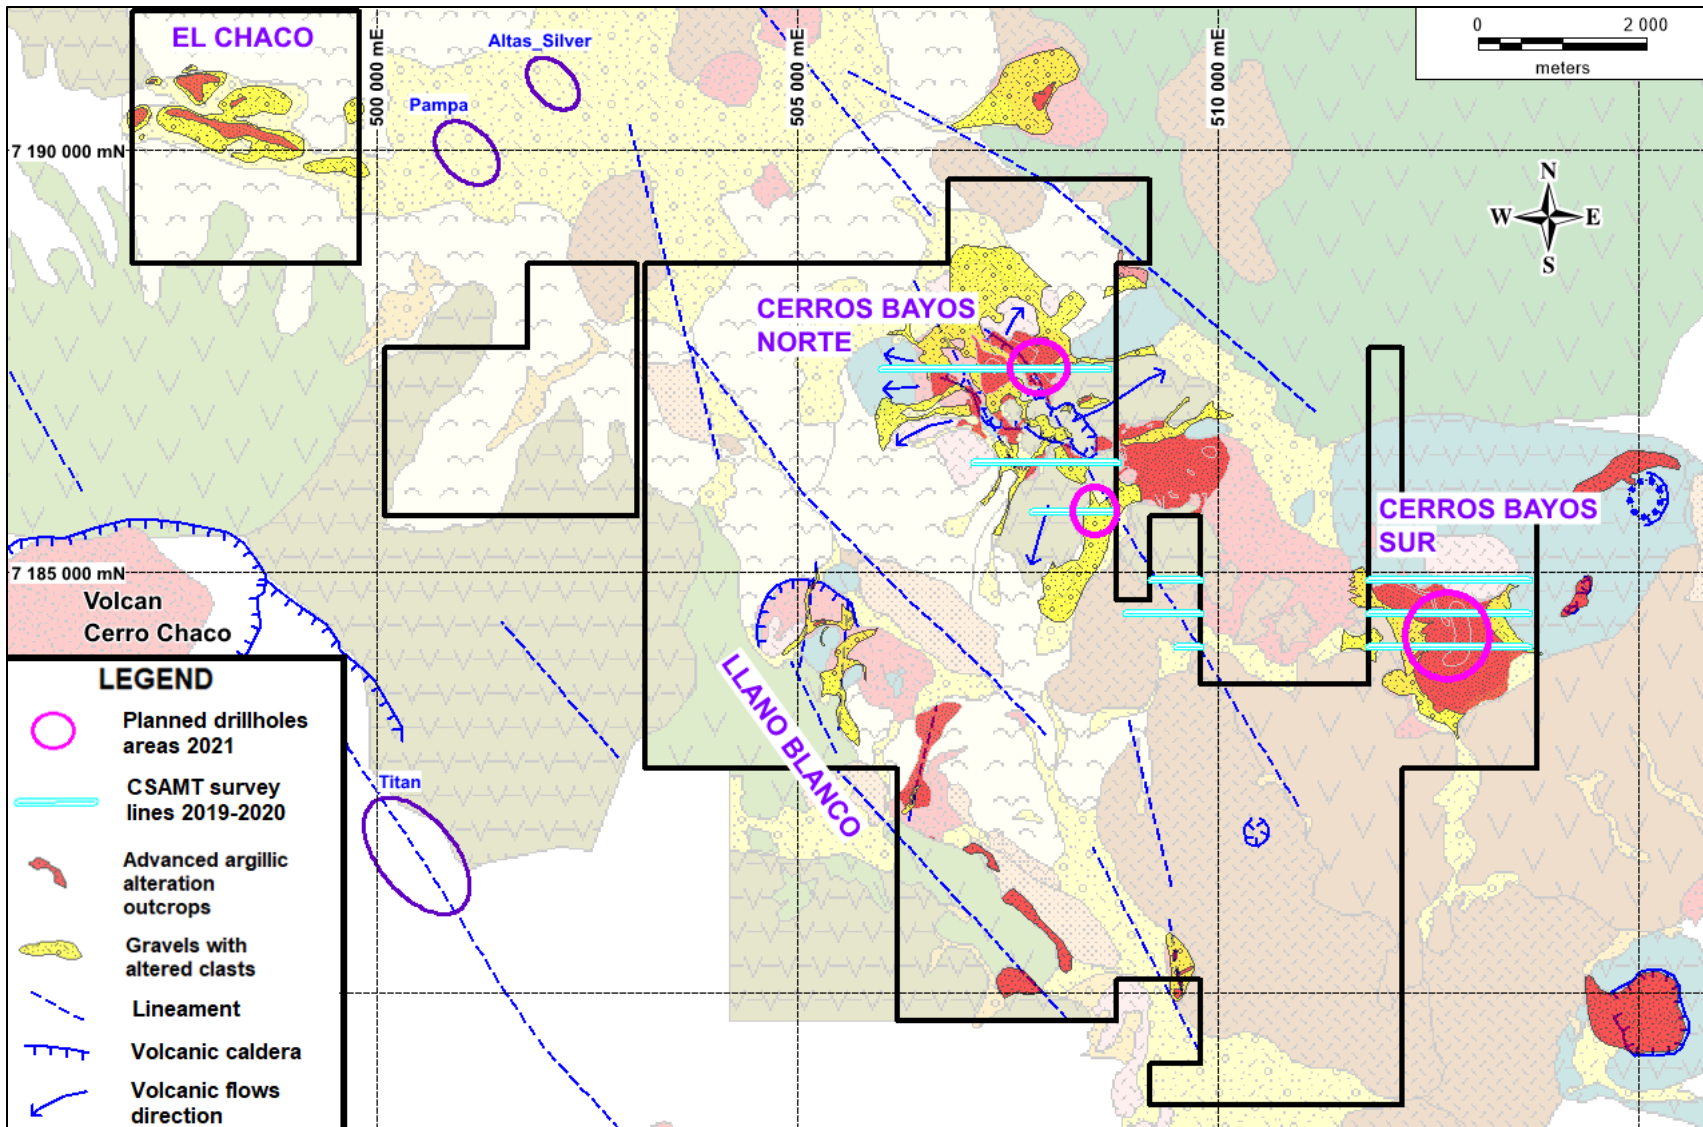 EL CHACO
Altas_Silver
Pampa
500 000 mE
505 000 mE
510 000 mE
0 2 000
meters
7 190 000 mN
N
W E
S
CERROS BAYOS
NORTE
CERROS BAYOS
SUR
7 185 000 mN
Volcan
Cerro Chaco
LLANO BLANCO
Titan
LEGEND
Planned drillholes
areas 2021
CSAMT survey
lines 2019-2020
Advanced argillic
alteration
outcrops
Gravels with
altered clasts
Lineament
Volcanic caldera
Volcanic flows
direction